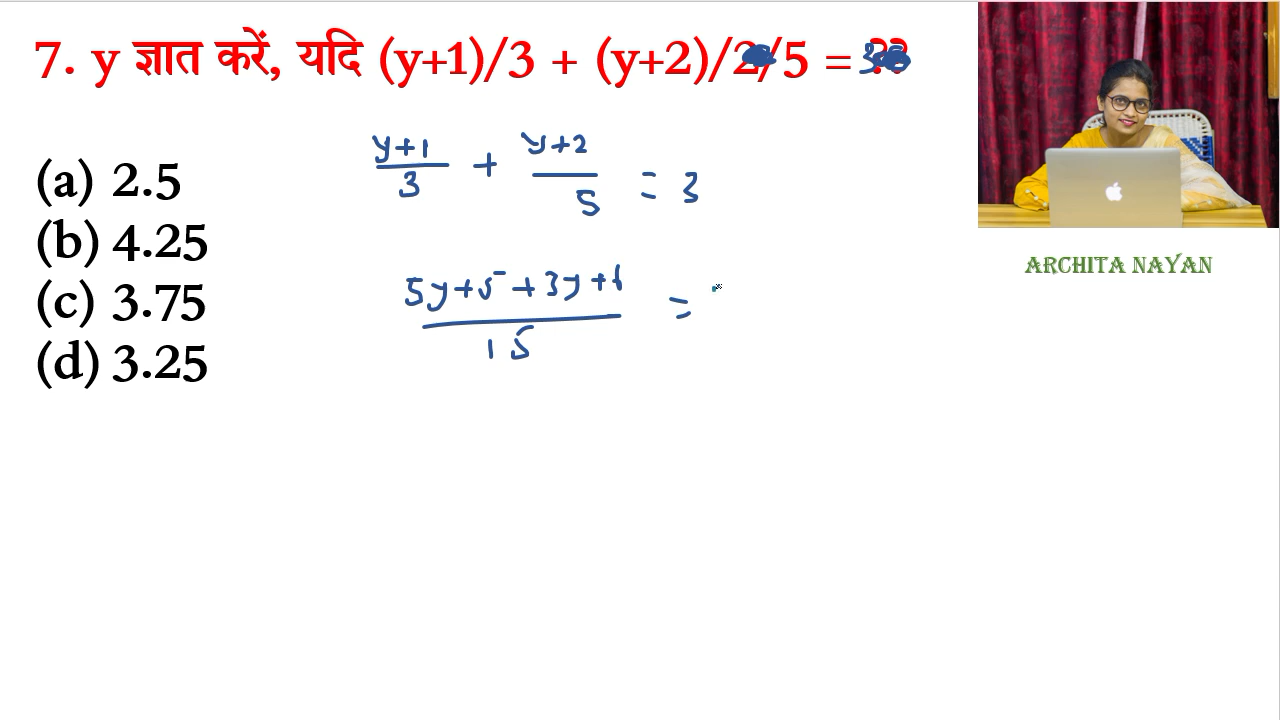 7. y ज्ञात करें, यदि (y+1)/3 + (y+2)/2/5 = 3
(a) 2.5
(b) 4.25
(c) 3.75
(d) 3.25
y+1/3 + y+2/5 = 3
5y+5+3y+6/15 =
ARCHITA NAYAN